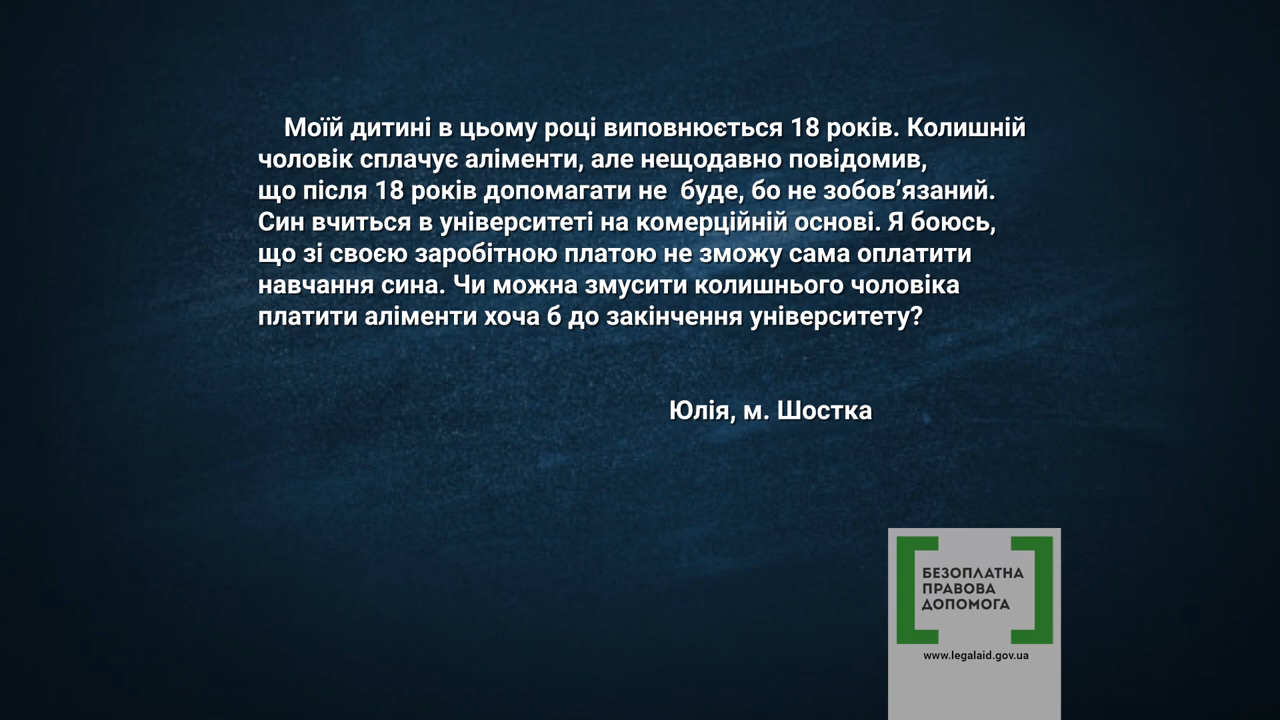 Моїй дитині в цьому році виповнюється 18 років. Колишній
чоловік сплачує аліменти, але нещодавно повідомив,
що після 18 років допомагати не  буде, бо не зобов’язаний.
Син вчиться в університеті на комерційній основі. Я боюсь,
що зі своєю заробітною платою не зможу сама оплатити
навчання сина. Чи можна змусити колишнього чоловіка
платити аліменти хоча б до закінчення університету?
Юлія, м. Шостка
БЕЗОПЛАТНА
ПРАВОВА
ДОПОМОГА
www.legalaid.gov.ua